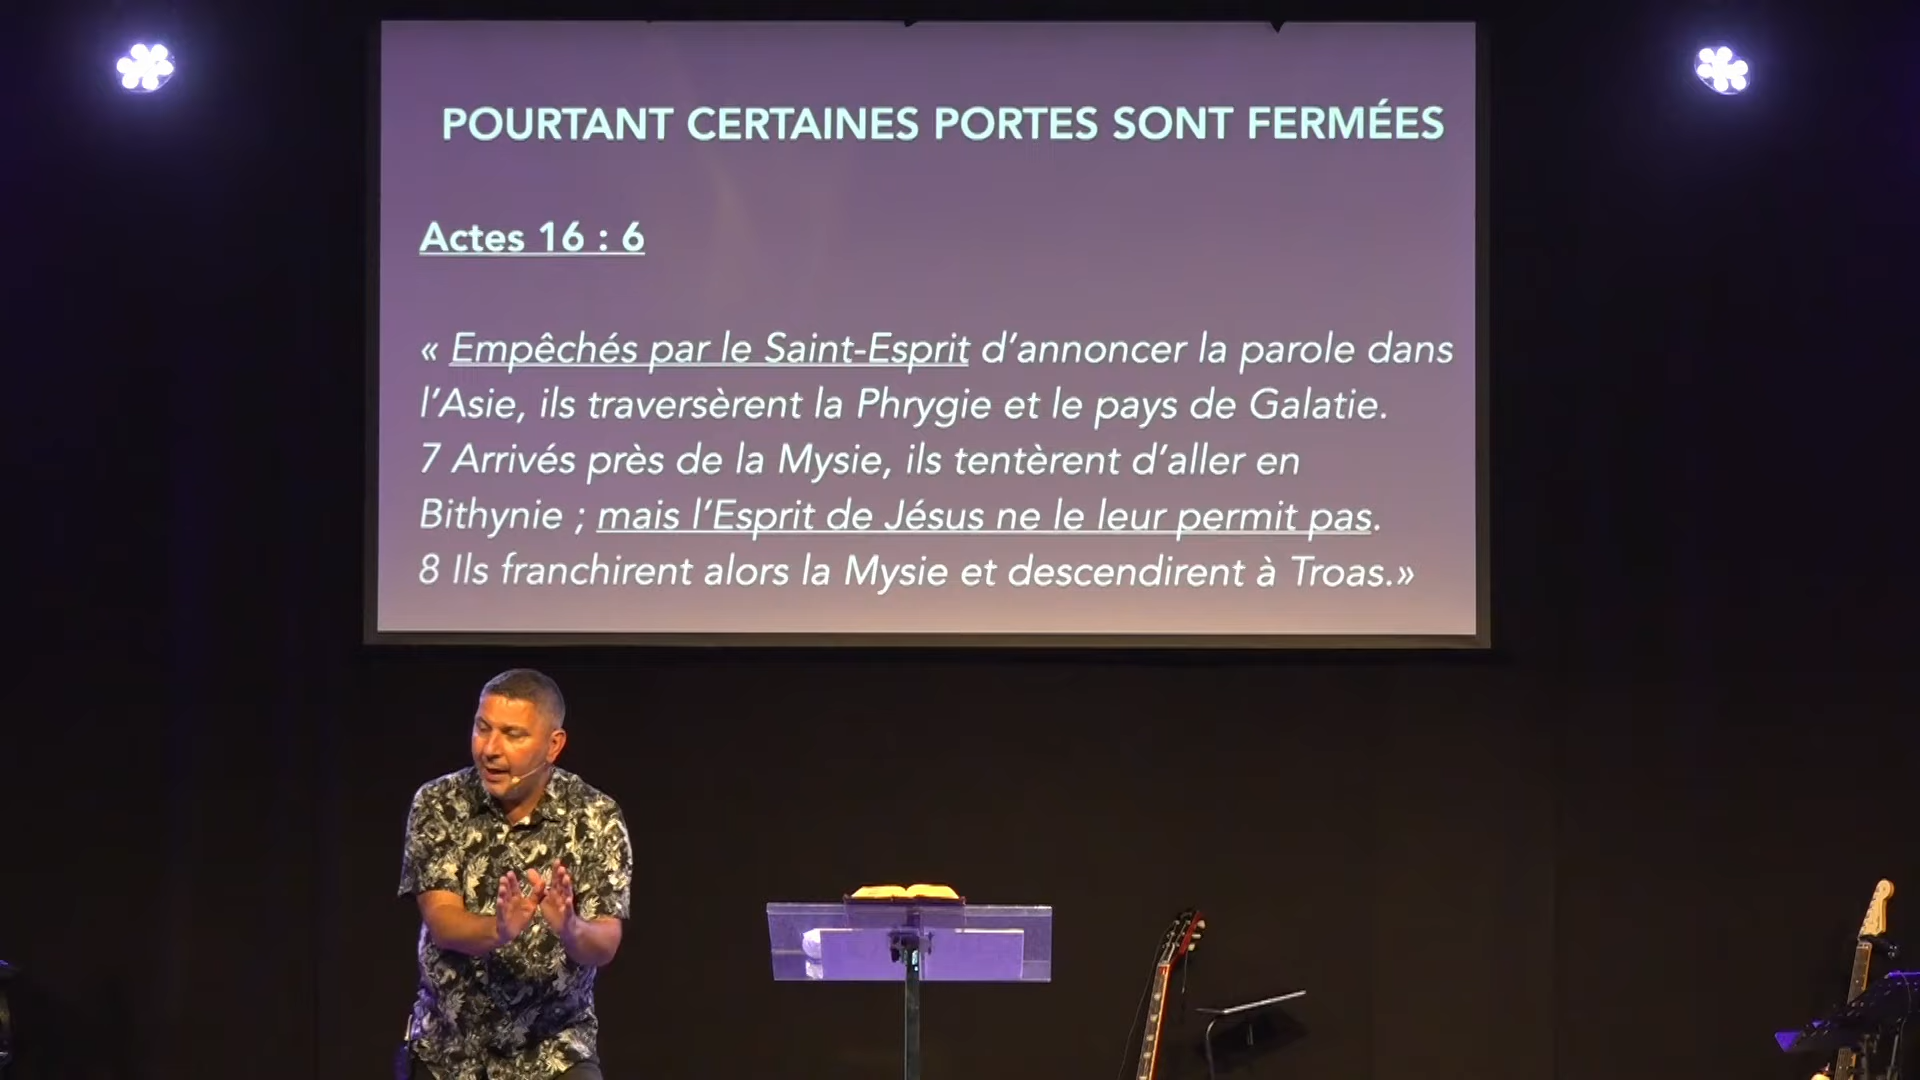 POURTANT CERTAINES PORTES SONT FERMÉES
Actes 16 : 6
« Empêchés par le Saint-Esprit d’annoncer la parole dans
l’Asie, ils traversèrent la Phrygie et le pays de Galatie.
7 Arrivés près de la Mysie, ils tentèrent d’aller en
Bithynie ; mais l’Esprit de Jésus ne le leur permit pas.
8 Ils franchirent alors la Mysie et descendirent à Troas.»